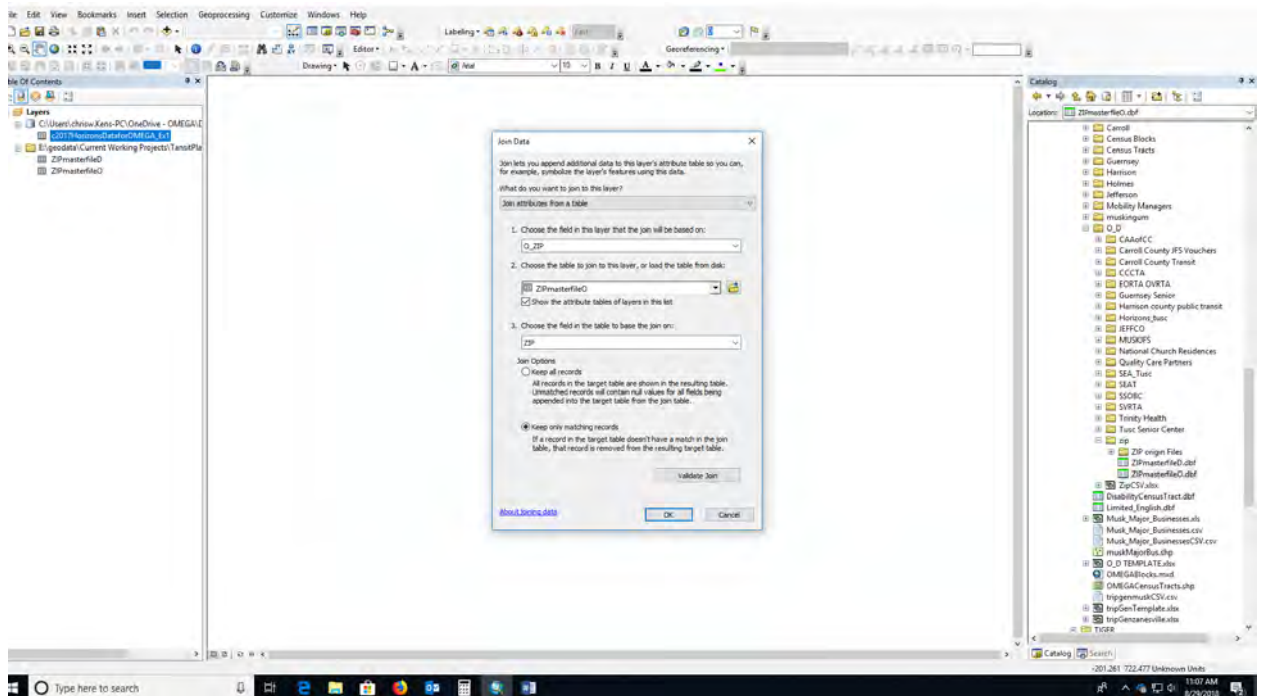 File Edit View Bookmarks Insert Selection Geoprocessing Customize Windows Help
Labeling
Editor
Georeferencing
Drawing
A
Arial
10
B I U A
Table Of Contents
Layers
C:\Users\chrisw.Kens-PC\OneDrive - OMEGA\D
c2017HorizonsDataforOMEGA_Ex1
E:\geodata\Current Working Projects\TansitPla
ZIPmasterfileD
ZIPmasterfileO
Join Data
Join lets you append additional data to this layer's attribute table so you can, for example, symbolize the layer's features using this data.
What do you want to join to this layer?
Join attributes from a table
1. Choose the field in this layer that the join will be based on:
O_ZIP
2. Choose the table to join to this layer, or load the table from disk:
ZIPmasterfileO
Show the attribute tables of layers in this list
3. Choose the field in the table to base the join on:
ZIP
Join Options
Keep all records
All records in the target table are shown in the resulting table. Unmatched records will contain null values for all fields being appended into the target table from the join table.
Keep only matching records
If a record in the target table doesn't have a match in the join table, that record is removed from the resulting target table.
Validate Join
About joining data
OK
Cancel
Catalog
Location: ZIPmasterfileO.dbf
Carroll
Census Blocks
Census Tracts
Guernsey
Harrison
Holmes
Jefferson
Mobility Managers
muskingum
O_D
CAAofCC
Carroll County JFS Vouchers
Carroll County Transit
CCCTA
EORTA OVRTA
Guernsey Senior
Harrison county public transit
Horizons_tusc
JEFFCO
MUSKJFS
National Church Residences
Quality Care Partners
SEA_Tusc
SEAT
SSOBC
SVRTA
Trinity Health
Tusc Senior Center
zip
ZIP origin Files
ZIPmasterfileD.dbf
ZIPmasterfileO.dbf
ZipCSV.xlsx
DisabilityCensusTract.dbf
Limited_English.dbf
Musk_Major_Businesses.xls
Musk_Major_Businesses.csv
Musk_Major_BusinessesCSV.csv
muskMajorBus.shp
O_D TEMPLATE.xlsx
OMEGABlocks.mxd
OMEGACensusTracts.shp
tripgenmuskCSV.csv
tripGenTemplate.xlsx
tripGenzanesville.xlsx
TIGER
Catalog
Search
-201.261 722.477 Unknown Units
Type here to search
11:07 AM
1/29/2018